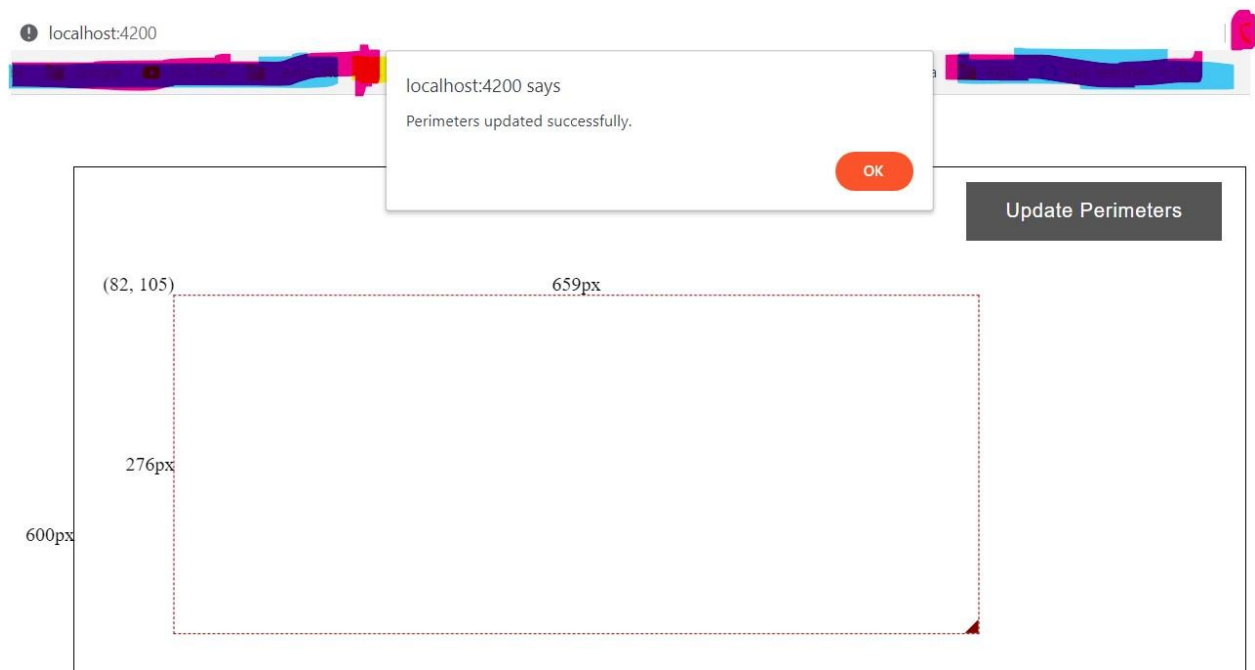 localhost:4200
localhost:4200 says
Perimeters updated successfully.
OK
Update Perimeters
(82, 105)
659px
276px
600px